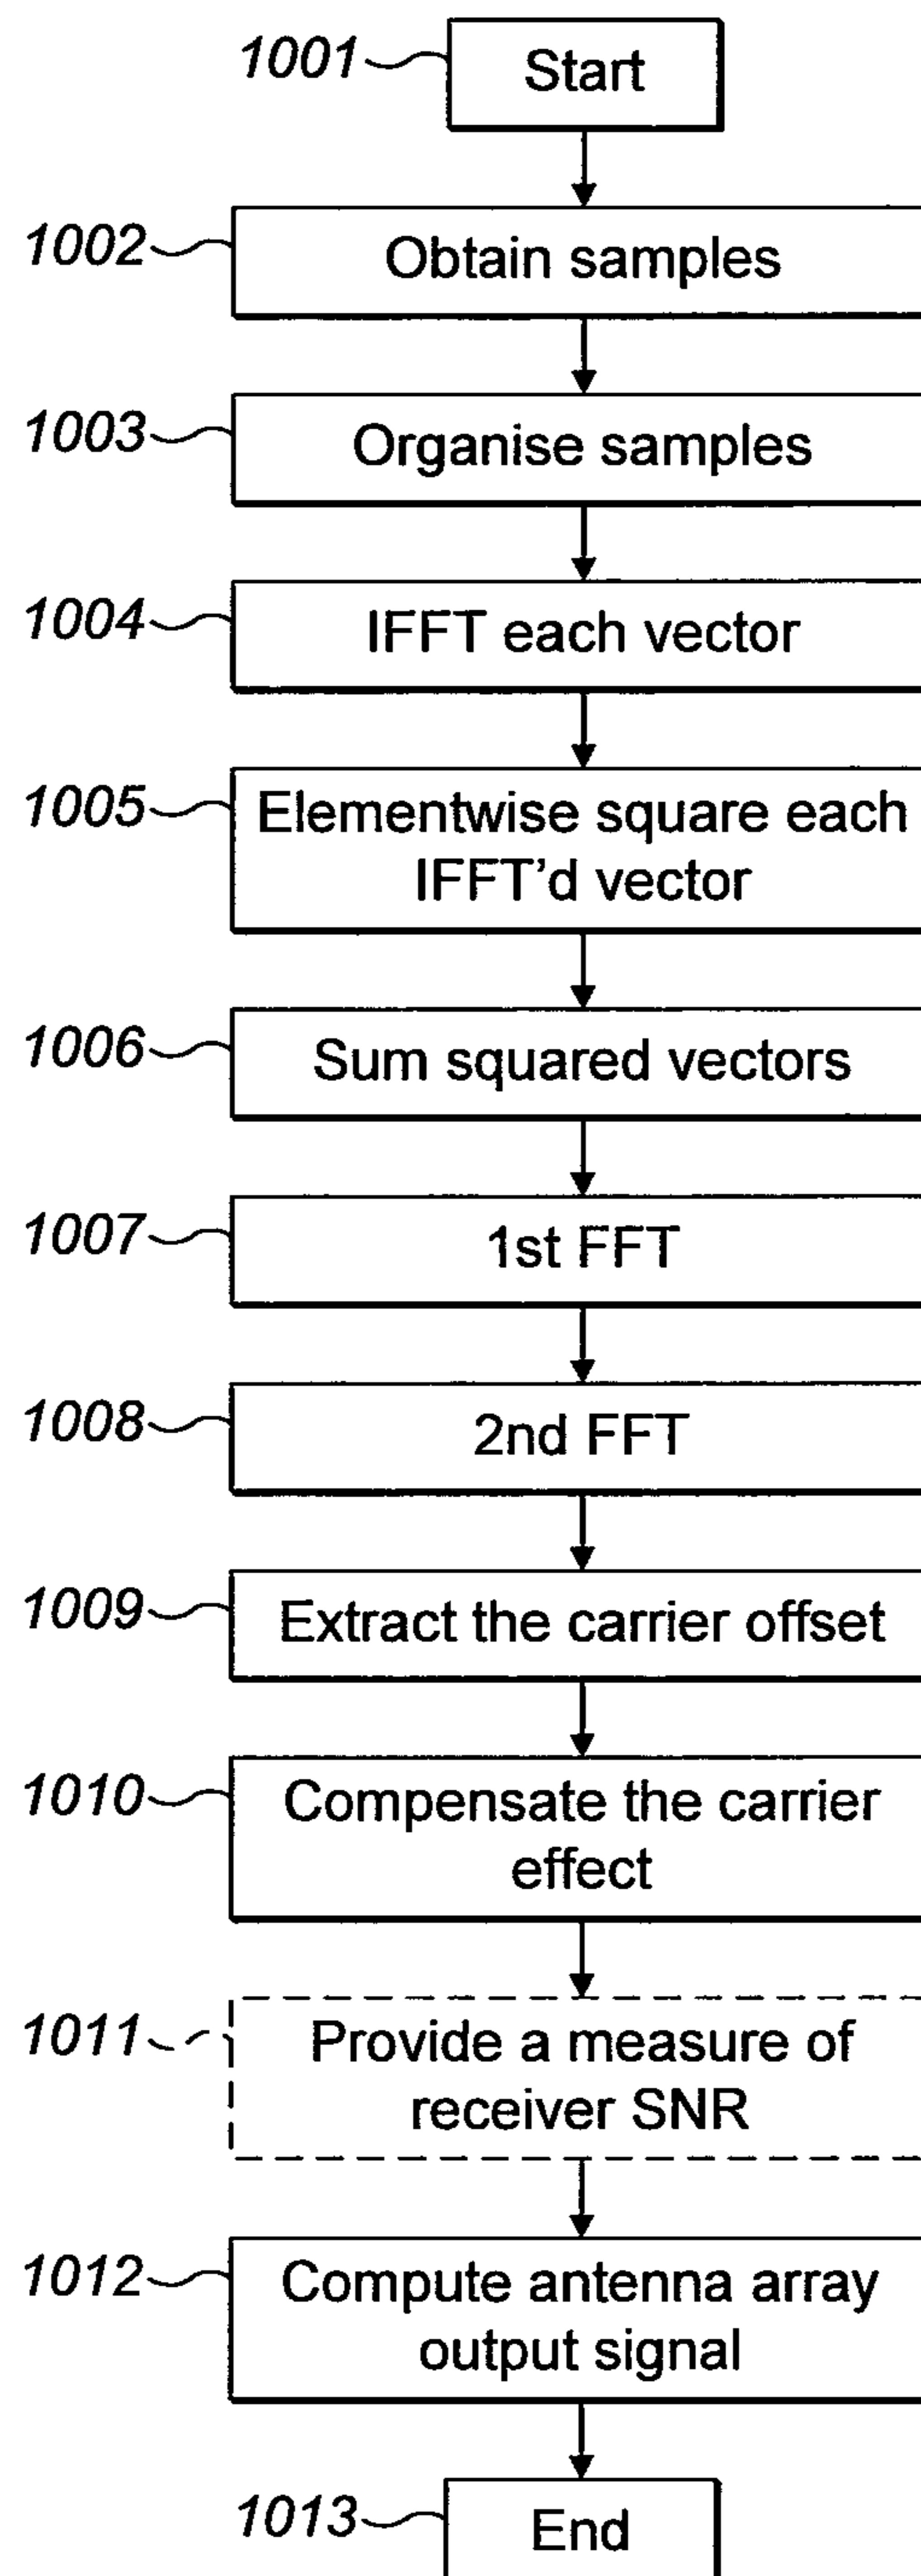 1001
Start
1002
Obtain samples
1003
Organise samples
1004
IFFT each vector
1005
Elementwise square each
IFFT'd vector
1006
Sum squared vectors
1007
1st FFT
1008
2nd FFT
1009
Extract the carrier offset
1010
Compensate the carrier
effect
1011
Provide a measure of
receiver SNR
1012
Compute antenna array
output signal
1013
End